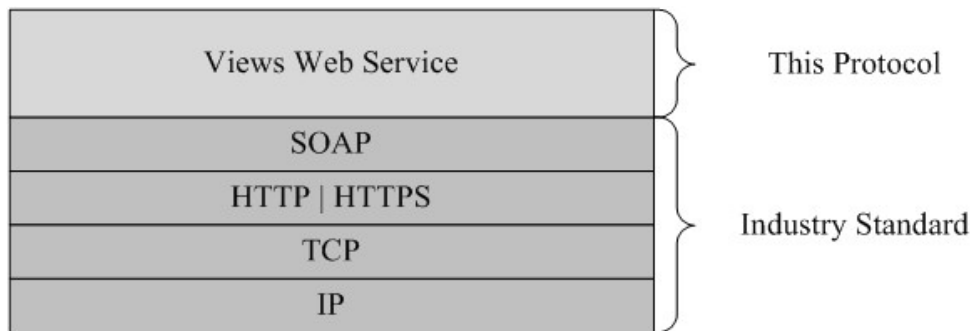 Views Web Service
This Protocol
SOAP
HTTP | HTTPS
TCP
IP
Industry Standard